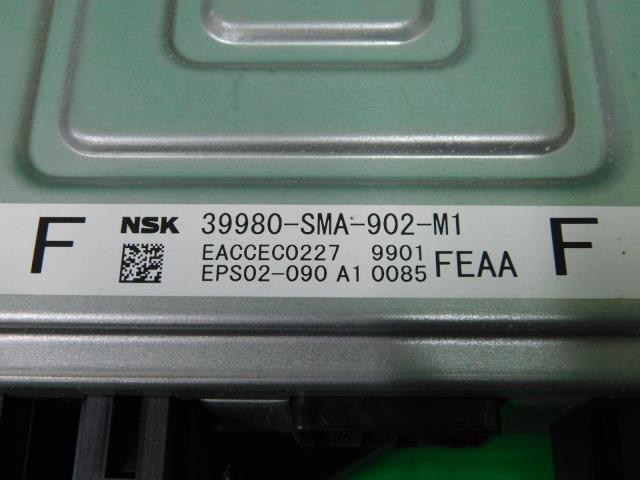 F NSK 39980-SMA-902-M1 F
EACCEC0227 9901
EPS02-090 A1 0085 FEAA